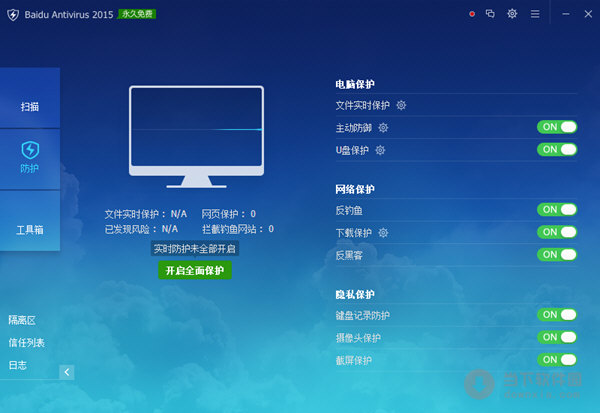 Baidu Antivirus 2015 永久免费
扫描
防护
工具箱
隔离区
信任列表
日志
文件实时保护： N/A 网页保护： 0
已发现风险： N/A 拦截钓鱼网站： 0
实时防护未全部开启
开启全面保护
电脑保护
文件实时保护
主动防御 ON
U盘保护 ON
网络保护
反钓鱼 ON
下载保护 ON
反黑客 ON
隐私保护
键盘记录防护 ON
摄像头保护 ON
截屏保护 ON